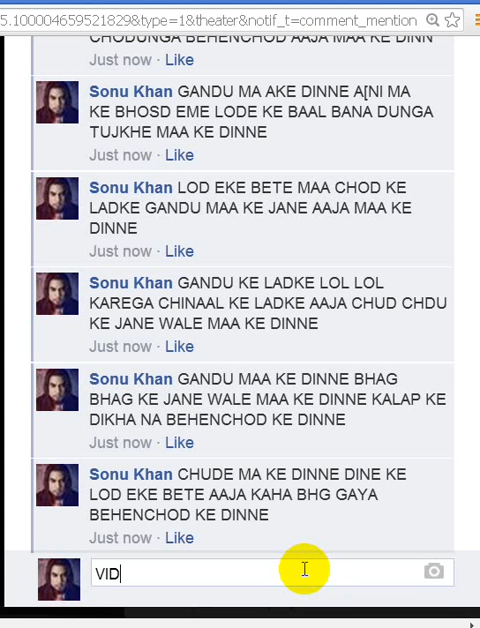 5.100004659521829&type=1&theater&notif_t=comment_mention
CHODUNGA BEHENCHOD AAJA MAA KE DINN
Just now · Like
Sonu Khan GANDU MA AKE DINNE A[NI MA
KE BHOSD EME LODE KE BAAL BANA DUNGA
TUJKHE MAA KE DINNE
Just now · Like
Sonu Khan LOD EKE BETE MAA CHOD KE
LADKE GANDU MAA KE JANE AAJA MAA KE
DINNE
Just now · Like
Sonu Khan GANDU KE LADKE LOL LOL
KAREGA CHINAAL KE LADKE AAJA CHUD CHDU
KE JANE WALE MAA KE DINNE
Just now · Like
Sonu Khan GANDU MAA KE DINNE BHAG
BHAG KE JANE WALE MAA KE DINNE KALAP KE
DIKHA NA BEHENCHOD KE DINNE
Just now · Like
Sonu Khan CHUDE MA KE DINNE DINE KE
LOD EKE BETE AAJA KAHA BHG GAYA
BEHENCHOD KE DINNE
Just now · Like
VID